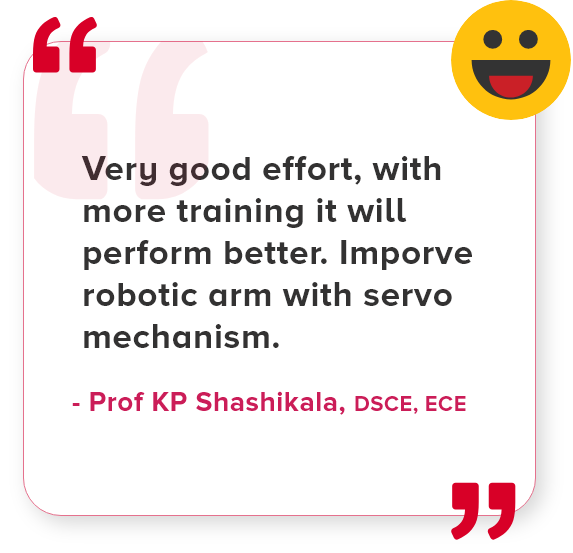 Very good effort, with
more training it will
perform better. Imporve
robotic arm with servo
mechanism.
- Prof KP Shashikala, DSCE, ECE